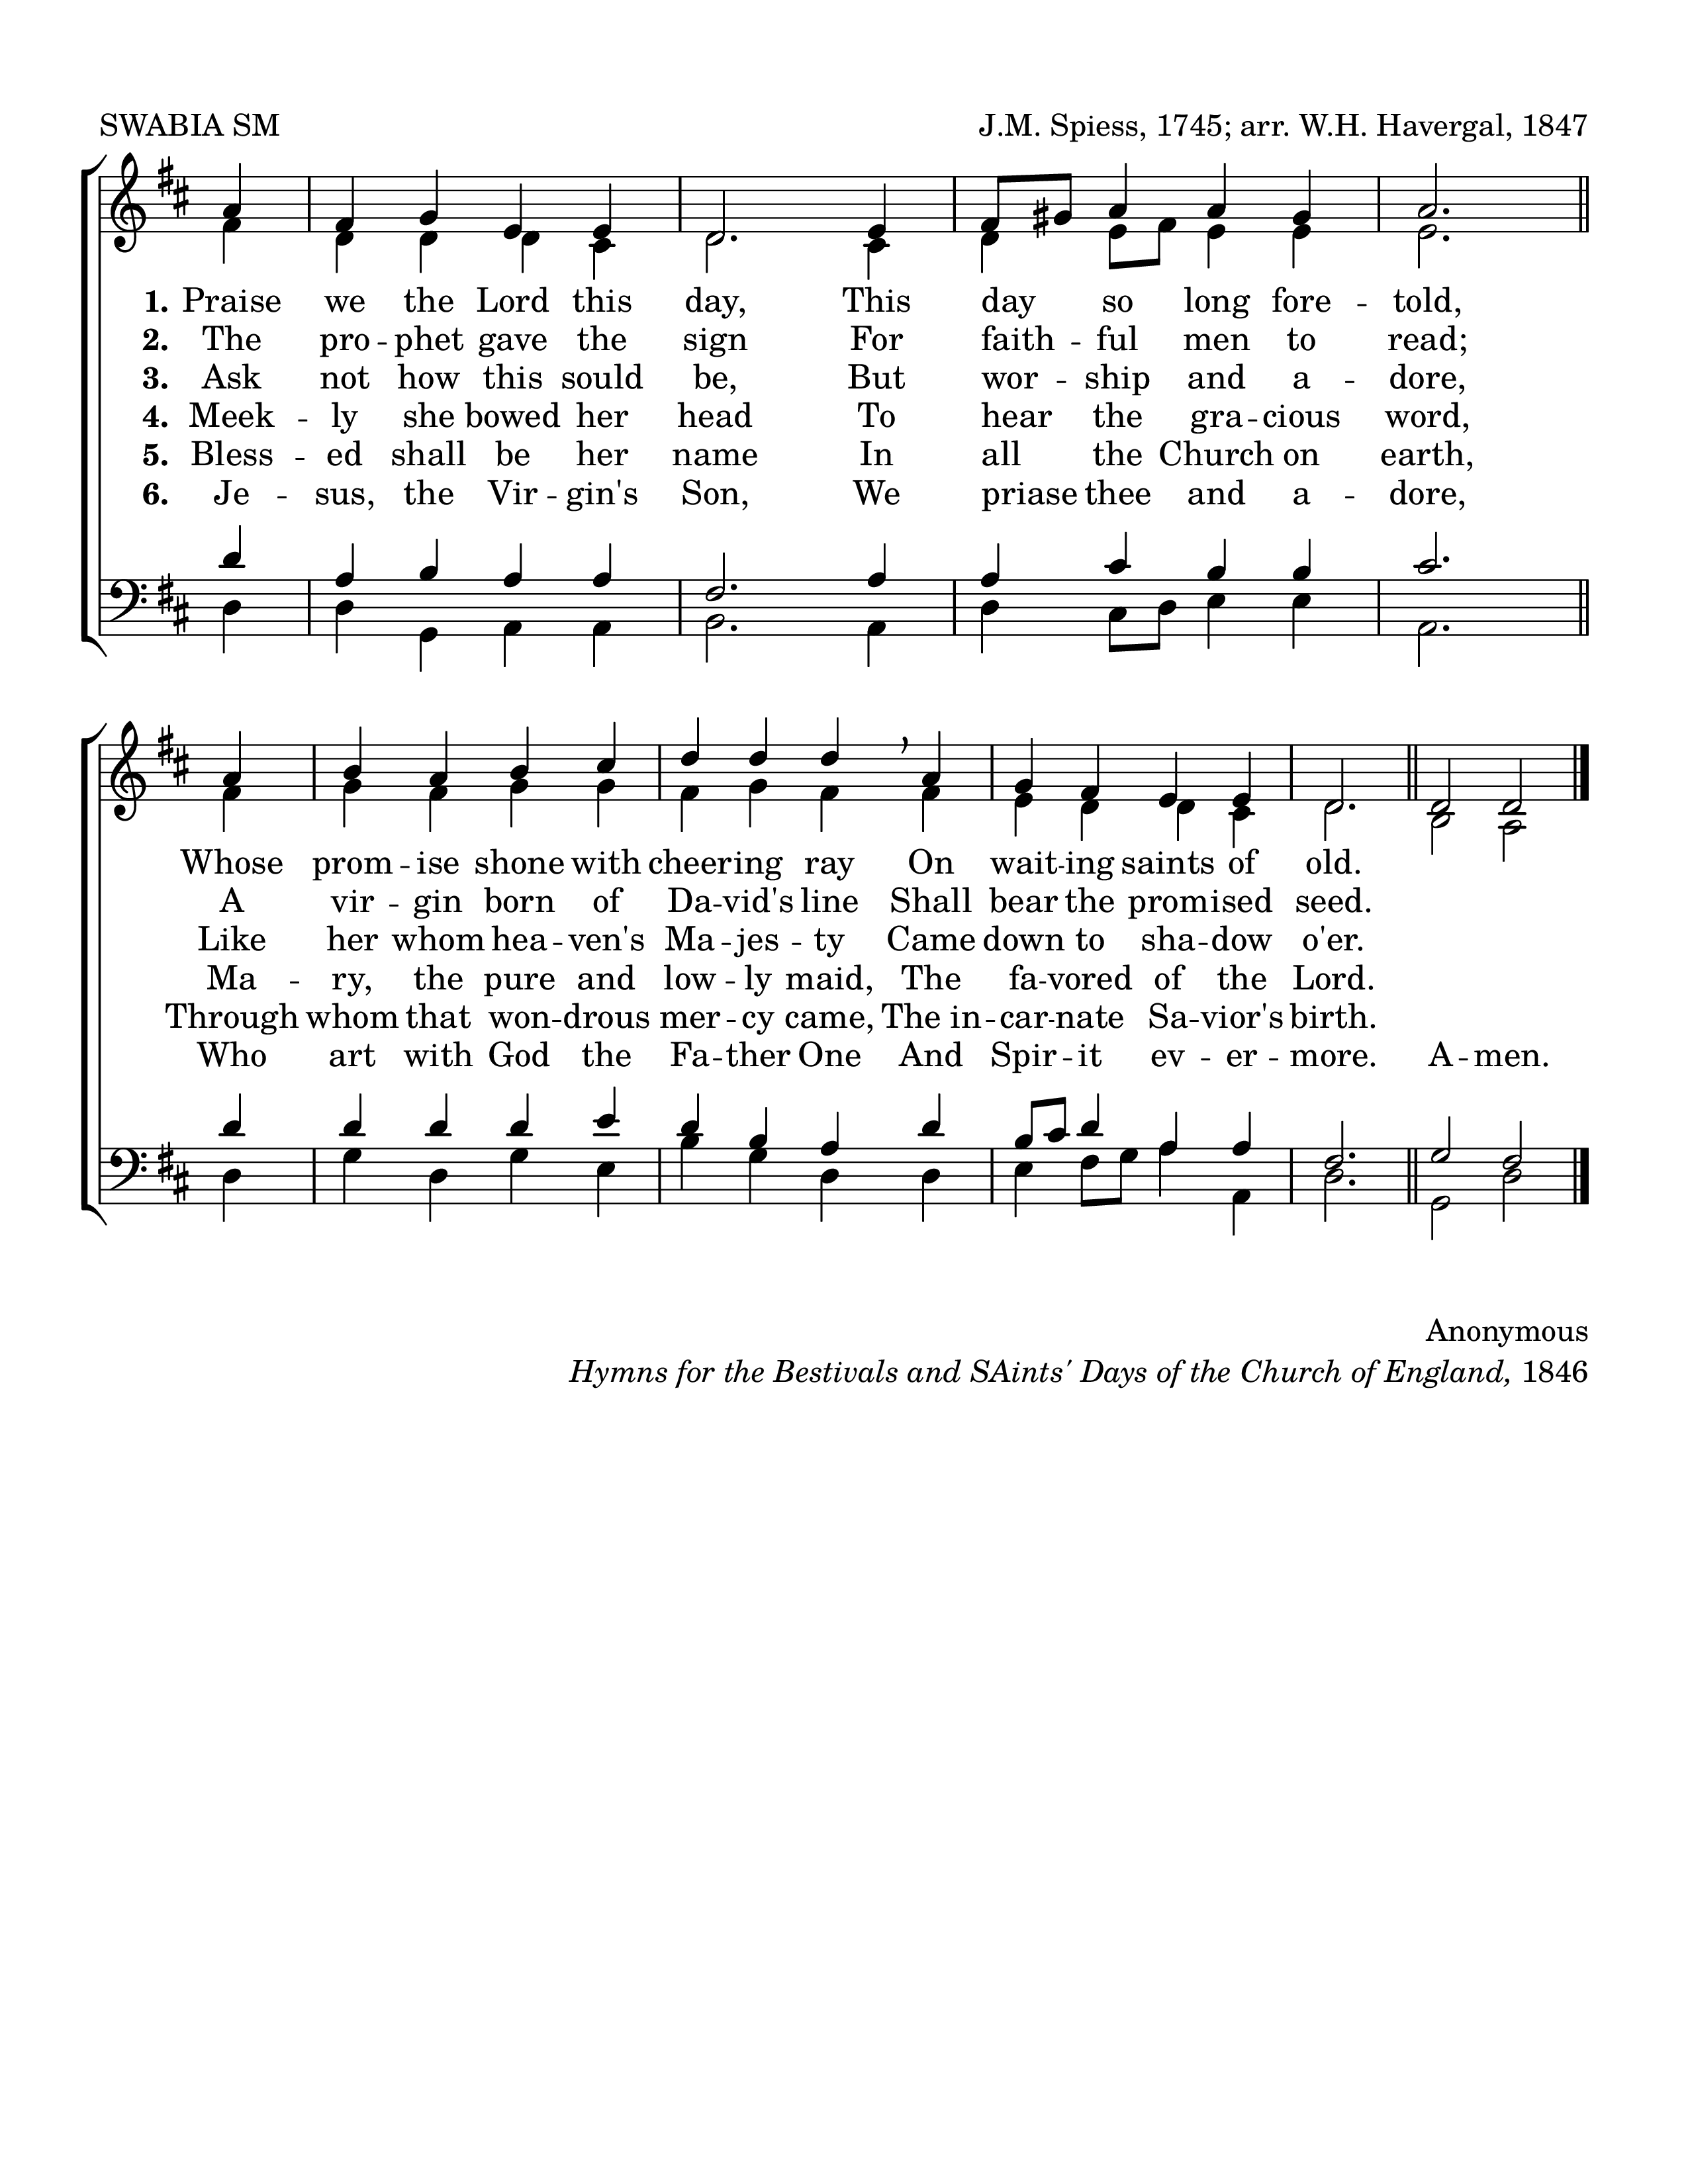 SWABIA SM
J.M. Spiess, 1745; arr. W.H. Havergal, 1847
1. Praise we the Lord this day, This day so long fore -- told,
2. The pro -- phet gave the sign For faith -- ful men to read;
3. Ask not how this sould be, But wor -- ship and a -- dore,
4. Meek -- ly she bowed her head To hear the gra -- cious word,
5. Bless -- ed shall be her name In all the Church on earth,
6. Je -- sus, the Vir -- gin's Son, We priase thee and a -- dore,
Whose prom -- ise shone with cheering ray On wait -- ing saints of old.
A vir -- gin born of Da -- vid's line Shall bear the promised seed.
Like her whom hea -- ven's Ma -- jes -- ty Came down to sha -- dow o'er.
Ma -- ry, the pure and low -- ly maid, The fa -- vored of the Lord.
Through whom that won -- drous mer -- cy came, The in -- car -- nate Sa -- vior's birth.
Who art with God the Fa -- ther One And Spir -- it ev -- er -- more. A -- men.
Anonymous
Hymns for the Bestivals and SAints' Days of the Church of England, 1846